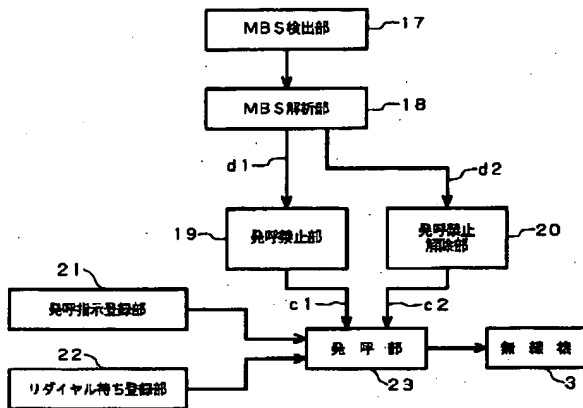 MBS検出部
17
MBS解析部
18
d1
d2
19
発呼禁止部
発呼禁止
解除部
20
21
発呼指示登録部
c1
c2
22
リダイヤル待ち登録部
発呼部
23
無線機
3